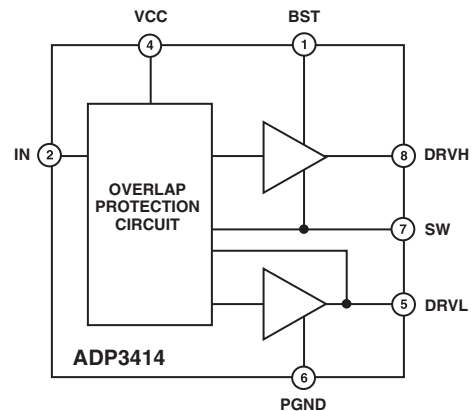 VCC
BST
4
1
IN
2
8
DRVH
OVERLAP
PROTECTION
CIRCUIT
7
SW
5
DRVL
ADP3414
6
PGND